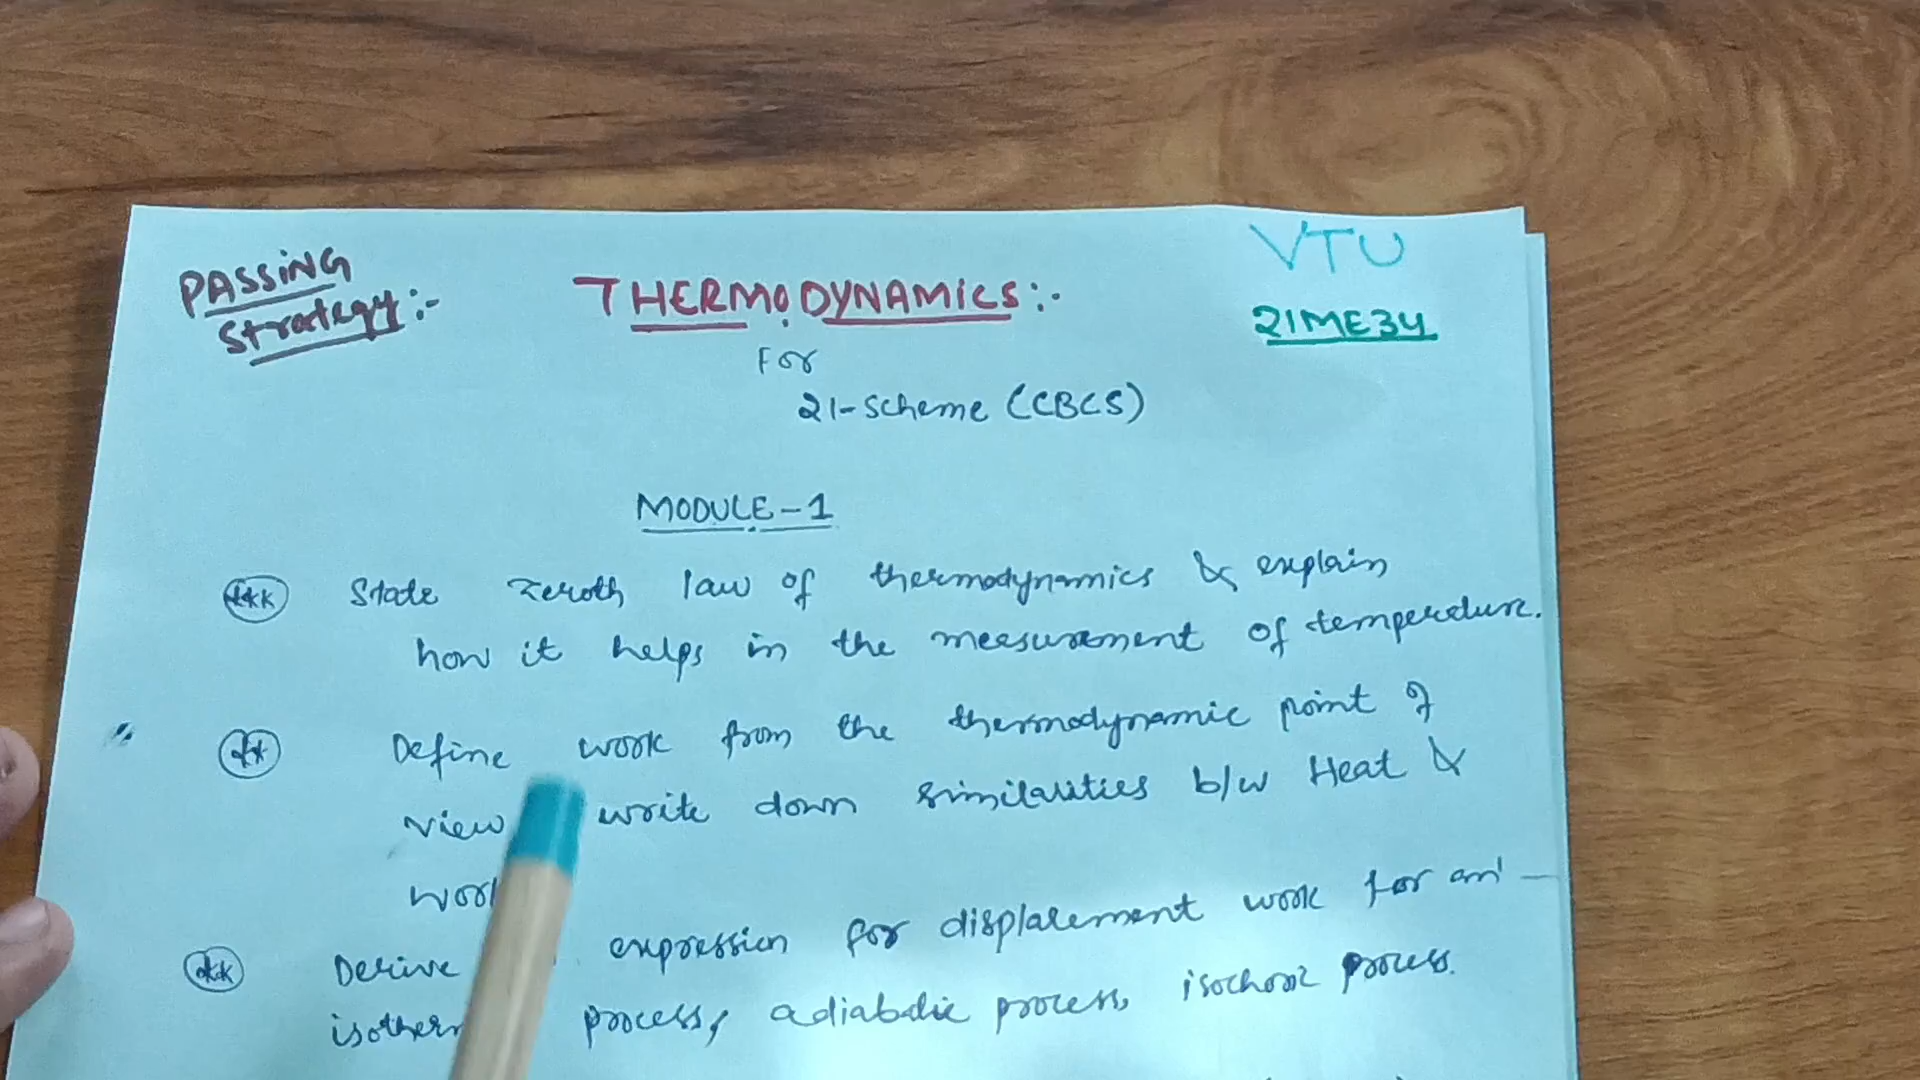 PASSING
Strategy:-
THERMODYNAMICS:-
VTU
21ME34
For
21-Scheme (CBCS)
MODULE-1
State zeroth law of thermodynamics & explain
how it helps in the measurement of temperature.
Define work from the thermodynamic point of
view write down similarities b/w Heat &
Derive expression for displacement work for an
process, adiabatic process, isochoric process.